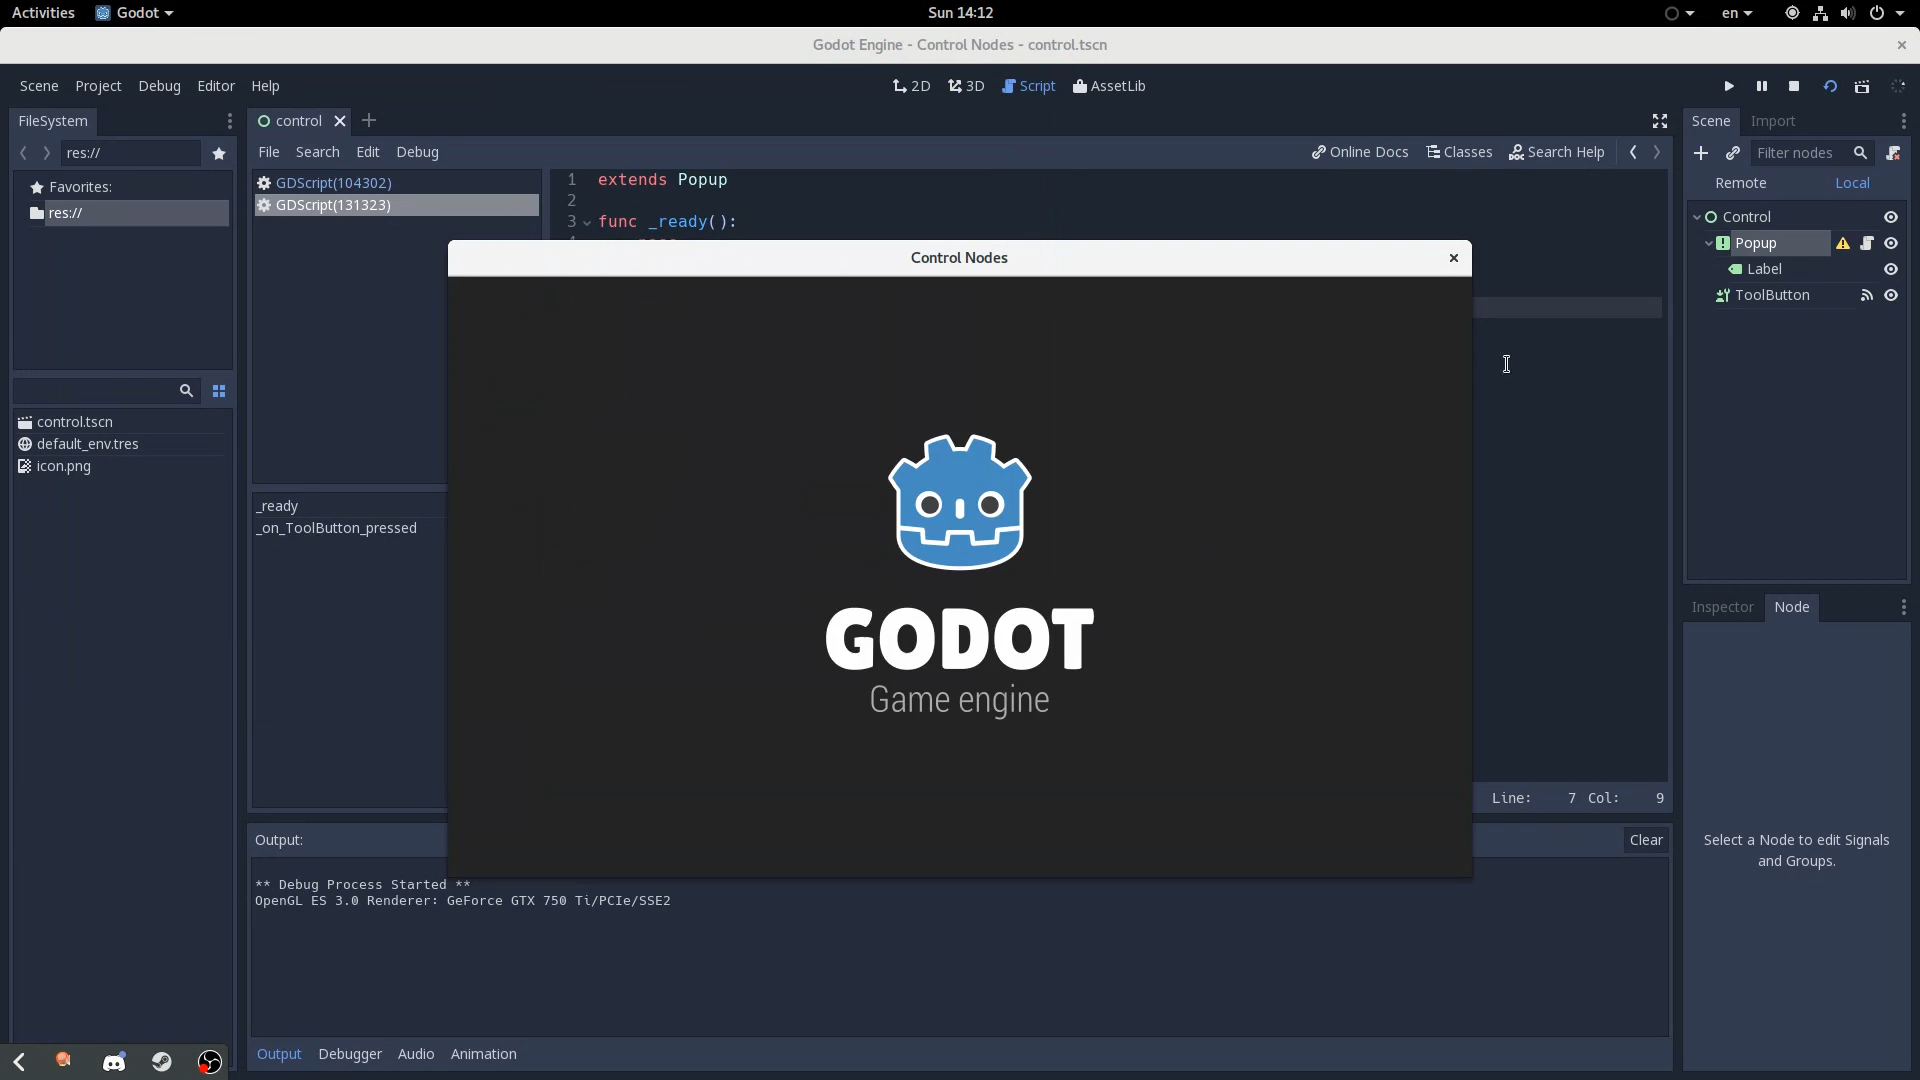 Activities
Godot
Sun 14:12
en
Godot Engine - Control Nodes - control.tscn
Scene Project Debug Editor Help
2D 3D Script AssetLib
FileSystem
control
Scene Import
res://
File Search Edit Debug
Online Docs Classes Search Help
Filter nodes
Favorites:
res://
GDScript(104302)
GDScript(131323)
1 extends Popup
2
3 func _ready():
Remote Local
Control
Popup
Label
ToolButton
Control Nodes
GODOT
Game engine
control.tscn
default_env.tres
icon.png
_ready
_on_ToolButton_pressed
Line: 7 Col: 9
Inspector Node
Select a Node to edit Signals
and Groups.
Output:
Clear
** Debug Process Started **
OpenGL ES 3.0 Renderer: GeForce GTX 750 Ti/PCIe/SSE2
Output Debugger Audio Animation